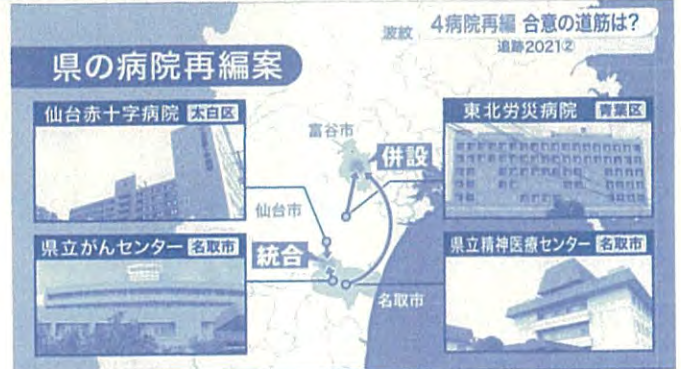 波紋 4病院再編 合意の道筋は?
追跡2021②
県の病院再編案
仙台赤十字病院 太白区
東北労災病院 青葉区
富谷市
併設
仙台市
県立がんセンター 名取市
統合
県立精神医療センター 名取市
名取市